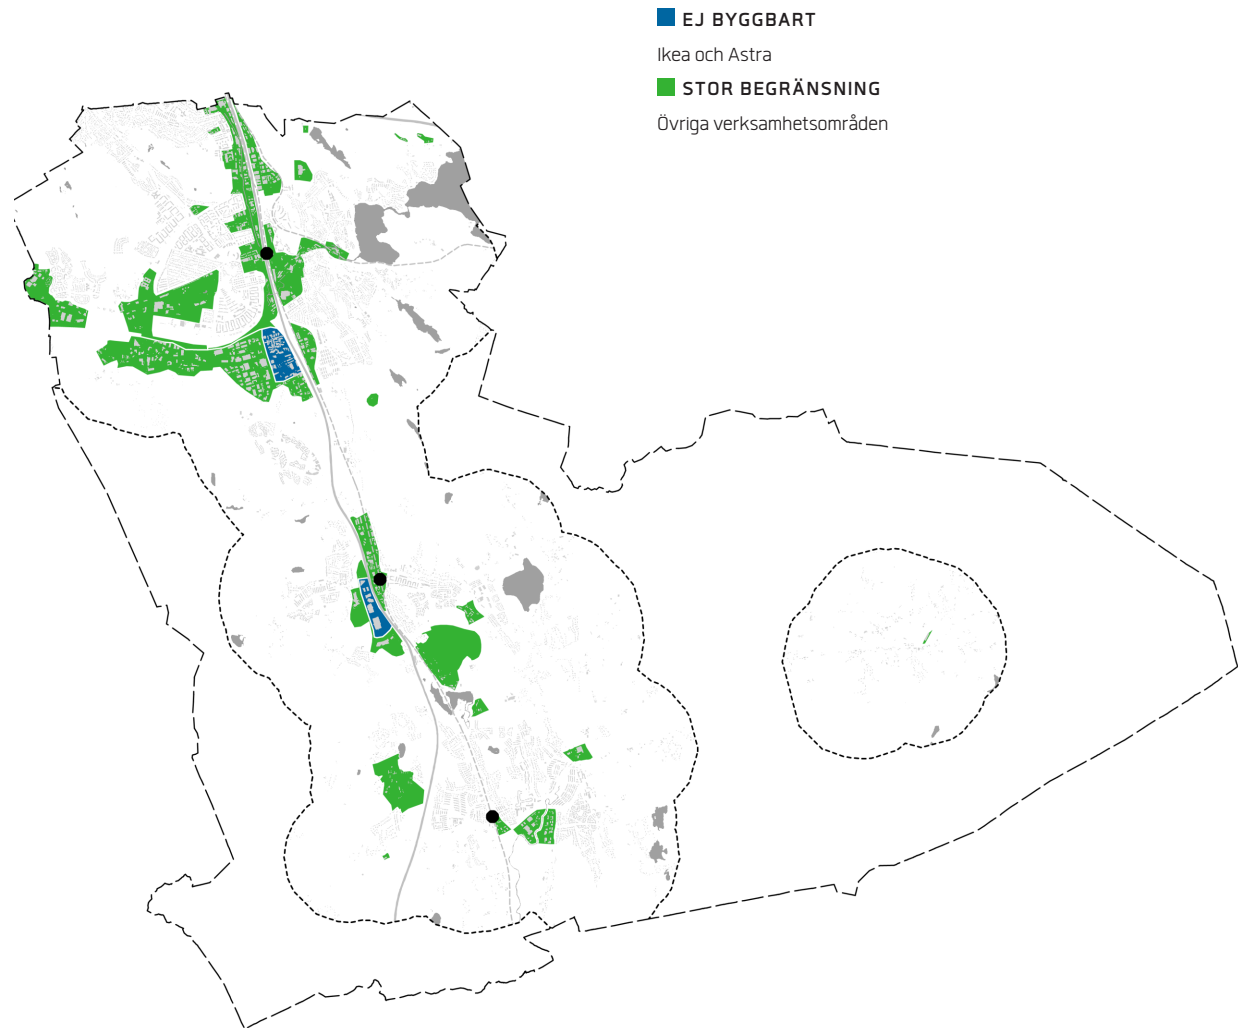 EJ BYGGBART
Ikea och Astra
STOR BEGRÄNSNING
Övriga verksamhetsområden